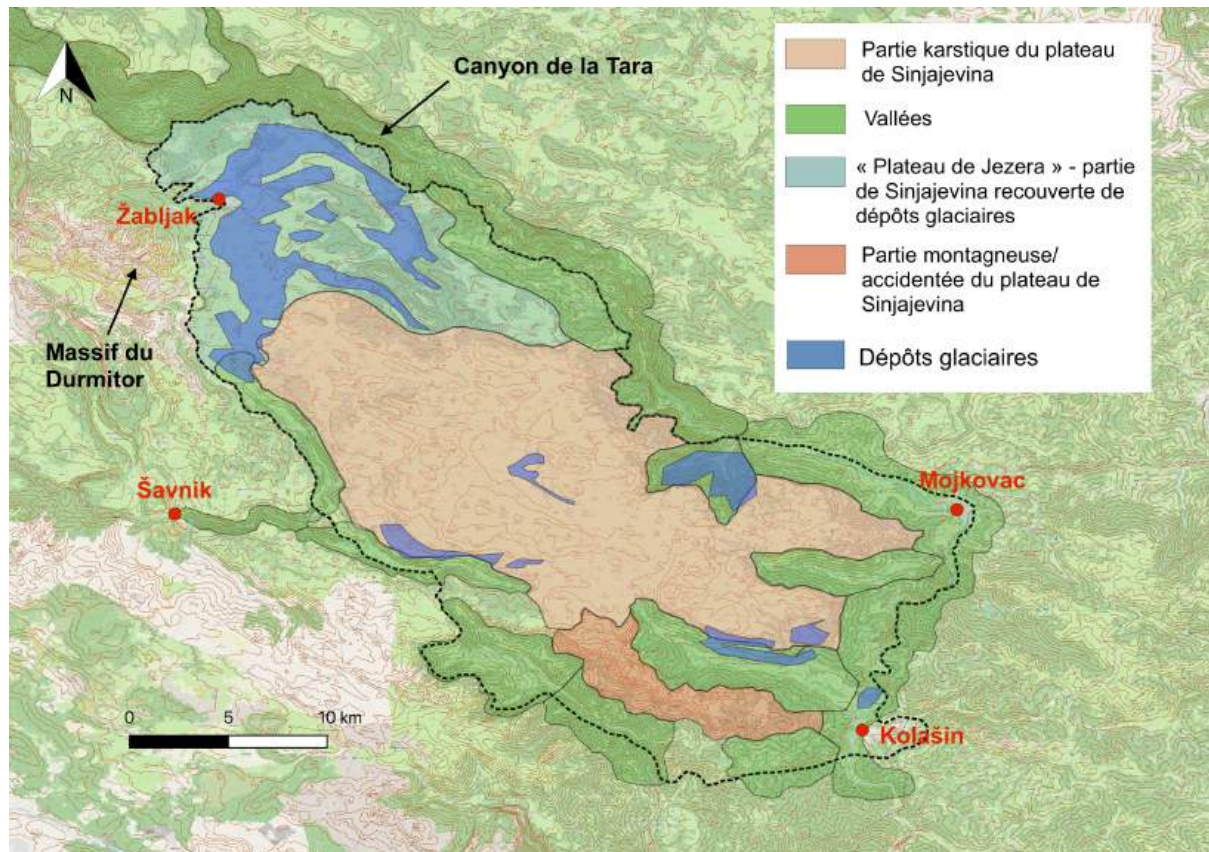 Canyon de la Tara
N
Žabljak
Massif du
Durmitor
Šavnik
Mojkovac
Kolašin
0 5 10 km
Partie karstique du plateau
de Sinjajevina
Vallées
« Plateau de Jezera » - partie
de Sinjajevina recouverte de
dépôts glaciaires
Partie montagneuse/
accidentée du plateau de
Sinjajevina
Dépôts glaciaires